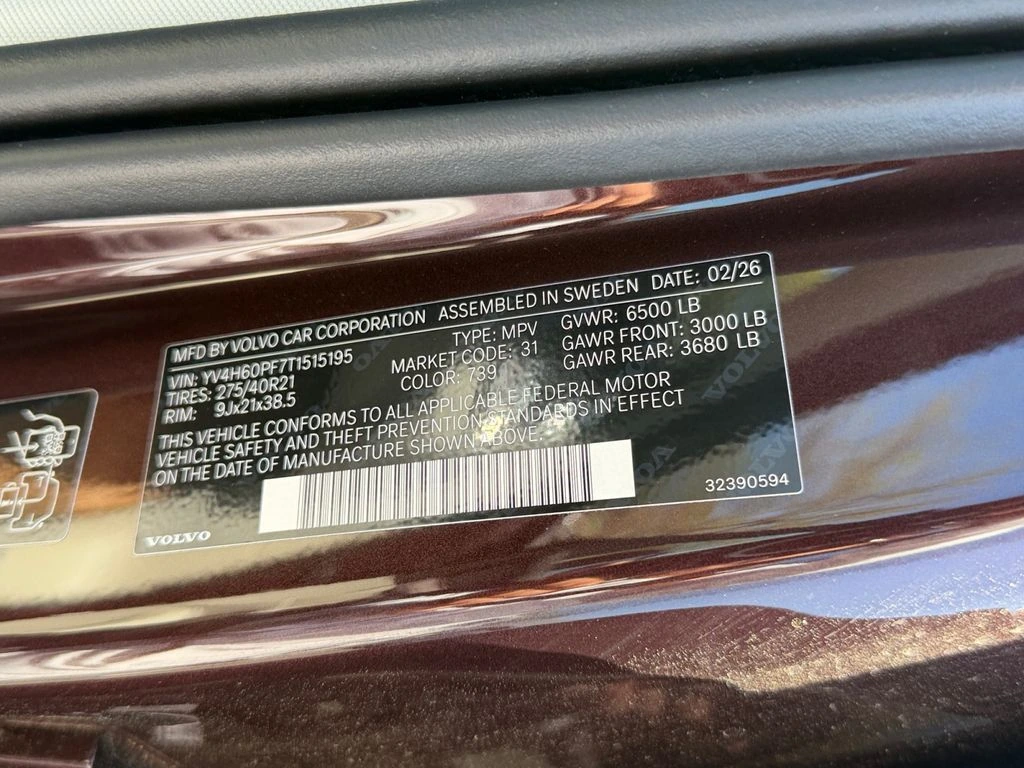 MFD BY VOLVO CAR CORPORATION ASSEMBLED IN SWEDEN DATE: 02/26
VIN: YV4H60PF7T1515195 TYPE: MPV GVWR: 6500 LB
TIRES: 275/40R21 MARKET CODE: 31 GAWR FRONT: 3000 LB
RIM: 9Jx21x38.5 COLOR: 739 GAWR REAR: 3680 LB
THIS VEHICLE CONFORMS TO ALL APPLICABLE FEDERAL MOTOR
VEHICLE SAFETY AND THEFT PREVENTION STANDARDS IN EFFECT
ON THE DATE OF MANUFACTURE SHOWN ABOVE.
32390594
VOLVO